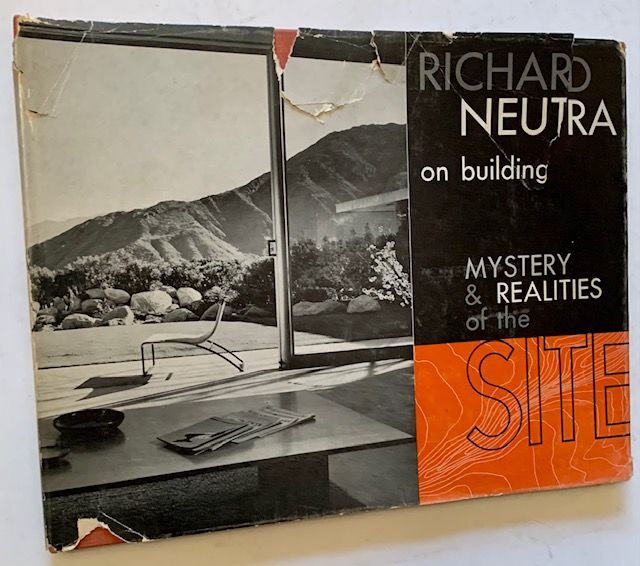 RICHARD
NEUTRA
on building
MYSTERY
& REALITIES
of the
SITE